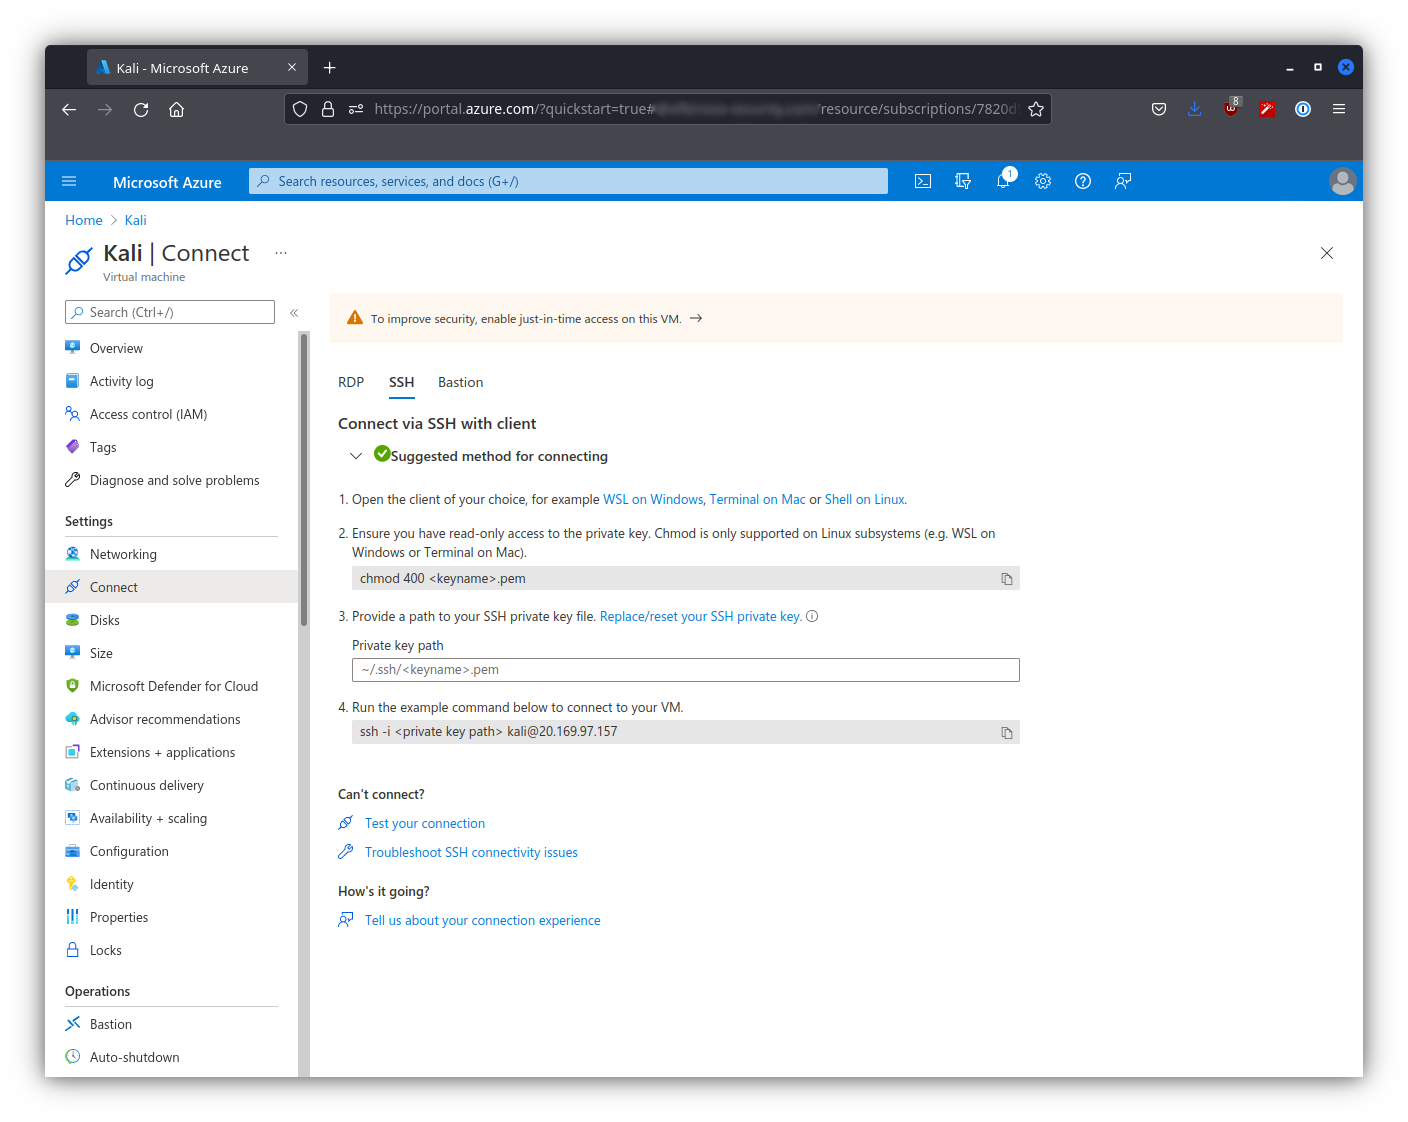 Kali - Microsoft Azure
https://portal.azure.com/?quickstart=true# /resource/subscriptions/7820d
8
Microsoft Azure
Search resources, services, and docs (G+/)
1
Home > Kali
Kali | Connect ...
Virtual machine
Search (Ctrl+/)
«
Overview
Activity log
Access control (IAM)
Tags
Diagnose and solve problems
Settings
Networking
Connect
Disks
Size
Microsoft Defender for Cloud
Advisor recommendations
Extensions + applications
Continuous delivery
Availability + scaling
Configuration
Identity
Properties
Locks
Operations
Bastion
Auto-shutdown
To improve security, enable just-in-time access on this VM. →
RDP SSH Bastion
Connect via SSH with client
Suggested method for connecting
1. Open the client of your choice, for example WSL on Windows, Terminal on Mac or Shell on Linux.
2. Ensure you have read-only access to the private key. Chmod is only supported on Linux subsystems (e.g. WSL on
Windows or Terminal on Mac).
chmod 400 <keyname>.pem
3. Provide a path to your SSH private key file. Replace/reset your SSH private key.
Private key path
~/.ssh/<keyname>.pem
4. Run the example command below to connect to your VM.
ssh -i <private key path> kali@20.169.97.157
Can't connect?
Test your connection
Troubleshoot SSH connectivity issues
How's it going?
Tell us about your connection experience